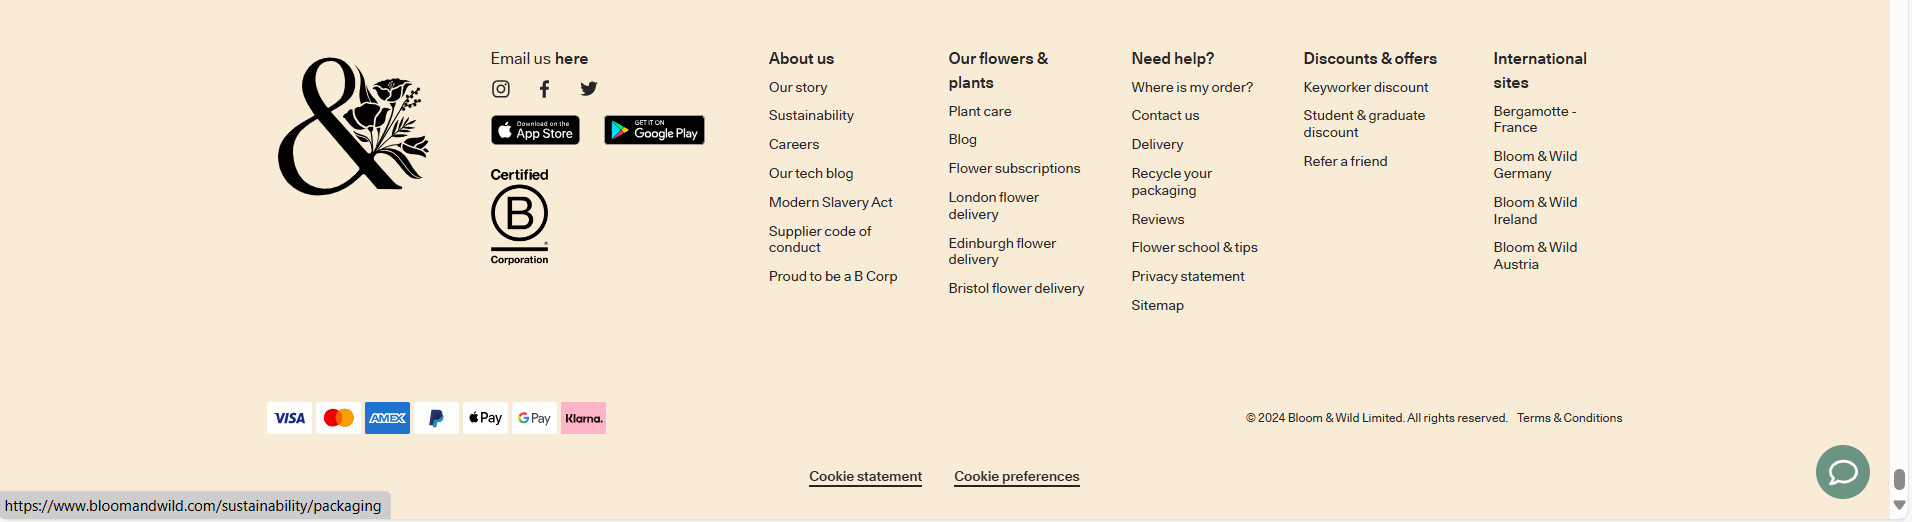 &
Email us here
Download on the
App Store
GET IT ON
Google Play
Certified
B
Corporation
About us
Our story
Sustainability
Careers
Our tech blog
Modern Slavery Act
Supplier code of
conduct
Proud to be a B Corp
Our flowers &
plants
Plant care
Blog
Flower subscriptions
London flower
delivery
Edinburgh flower
delivery
Bristol flower delivery
Need help?
Where is my order?
Contact us
Delivery
Recycle your
packaging
Reviews
Flower school & tips
Privacy statement
Sitemap
Discounts & offers
Keyworker discount
Student & graduate
discount
Refer a friend
International
sites
Bergamotte -
France
Bloom & Wild
Germany
Bloom & Wild
Ireland
Bloom & Wild
Austria
VISA
AMEX
Pay
G Pay
Klarna.
© 2024 Bloom & Wild Limited. All rights reserved. Terms & Conditions
Cookie statement Cookie preferences
https://www.bloomandwild.com/sustainability/packaging